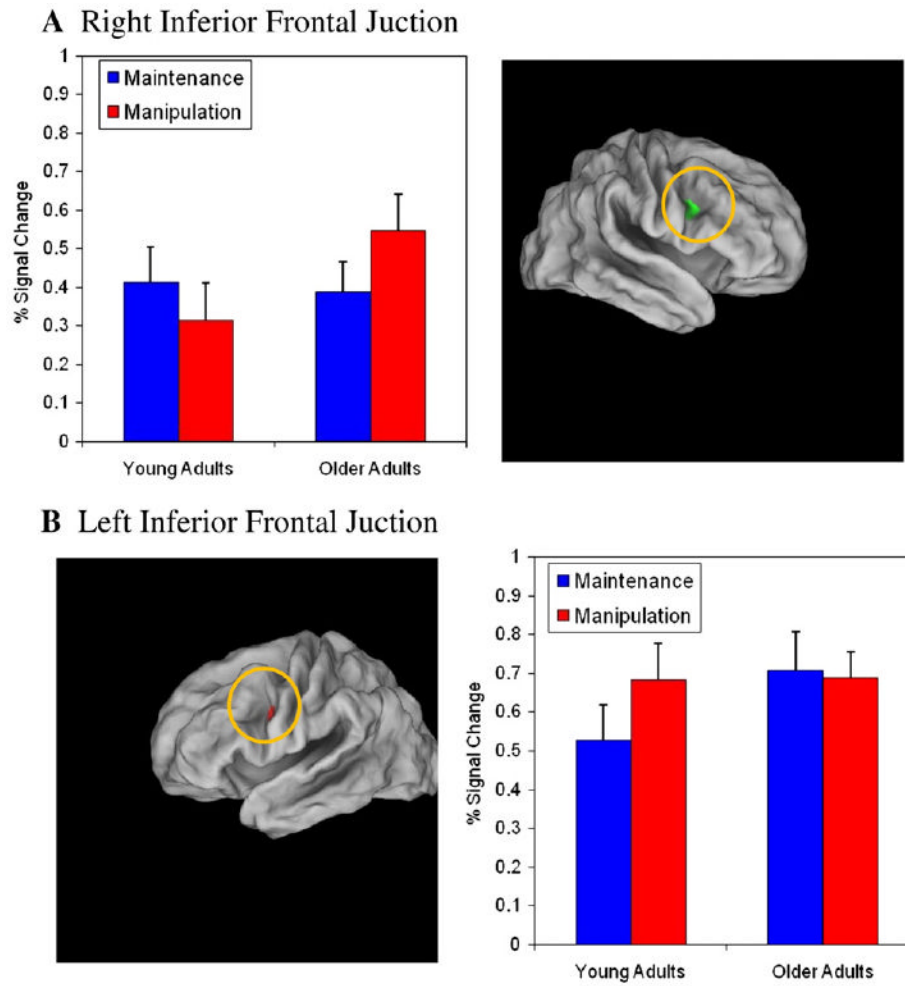 A Right Inferior Frontal Juction
1
0.9
0.8
0.7
0.6
0.5
0.4
0.3
0.2
0.1
0
% Signal Change
Maintenance
Manipulation
Young Adults Older Adults
B Left Inferior Frontal Juction
1
0.9
0.8
0.7
0.6
0.5
0.4
0.3
0.2
0.1
0
% Signal Change
Maintenance
Manipulation
Young Adults Older Adults